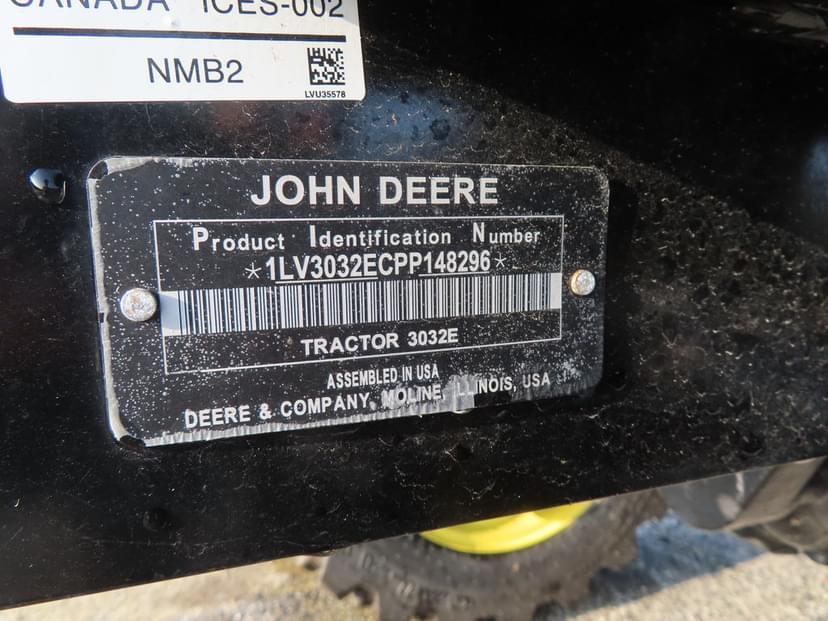 CANADA ICES-002
NMB2
LVU35578
JOHN DEERE
Product Identification Number
*1LV3032ECPP148296*
TRACTOR 3032E
ASSEMBLED IN USA
DEERE & COMPANY, MOLINE, ILLINOIS, USA